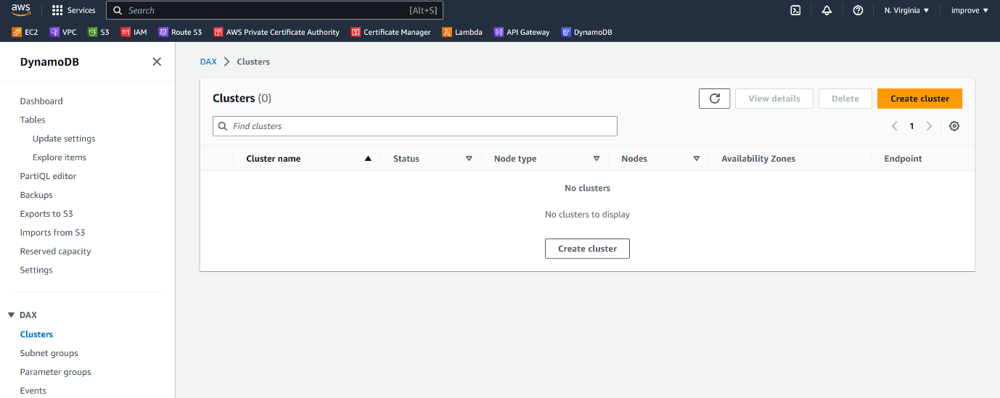 aws Services Search [Alt+S] N. Virginia improve
EC2 VPC S3 IAM Route 53 AWS Private Certificate Authority Certificate Manager Lambda API Gateway DynamoDB
DynamoDB
Dashboard
Tables
Update settings
Explore items
PartiQL editor
Backups
Exports to S3
Imports from S3
Reserved capacity
Settings
DAX
Clusters
Subnet groups
Parameter groups
Events
DAX Clusters
Clusters (0) View details Delete Create cluster
Find clusters 1
Cluster name Status Node type Nodes Availability Zones Endpoint
No clusters
No clusters to display
Create cluster